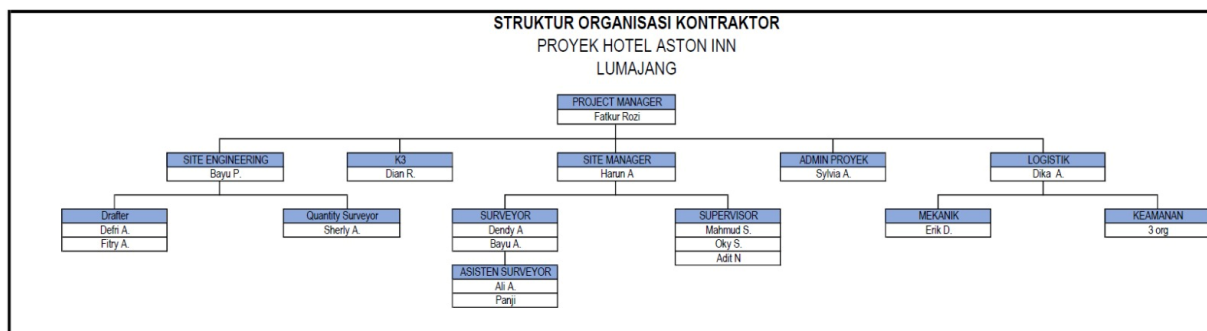 STRUKTUR ORGANISASI KONTRAKTOR
PROYEK HOTEL ASTON INN
LUMAJANG
PROJECT MANAGER
Fatkur Rozi
SITE ENGINEERING
Bayu P.
K3
Dian R.
SITE MANAGER
Harun A
ADMIN PROYEK
Sylvia A.
LOGISTIK
Dika A.
Drafter
Defri A.
Fitry A.
Quantity Surveyor
Sherly A.
SURVEYOR
Dendy A
Bayu A.
SUPERVISOR
Mahmud S.
Oky S.
Adit N
MEKANIK
Erik D.
KEAMANAN
3 org
ASISTEN SURVEYOR
Ali A.
Panji